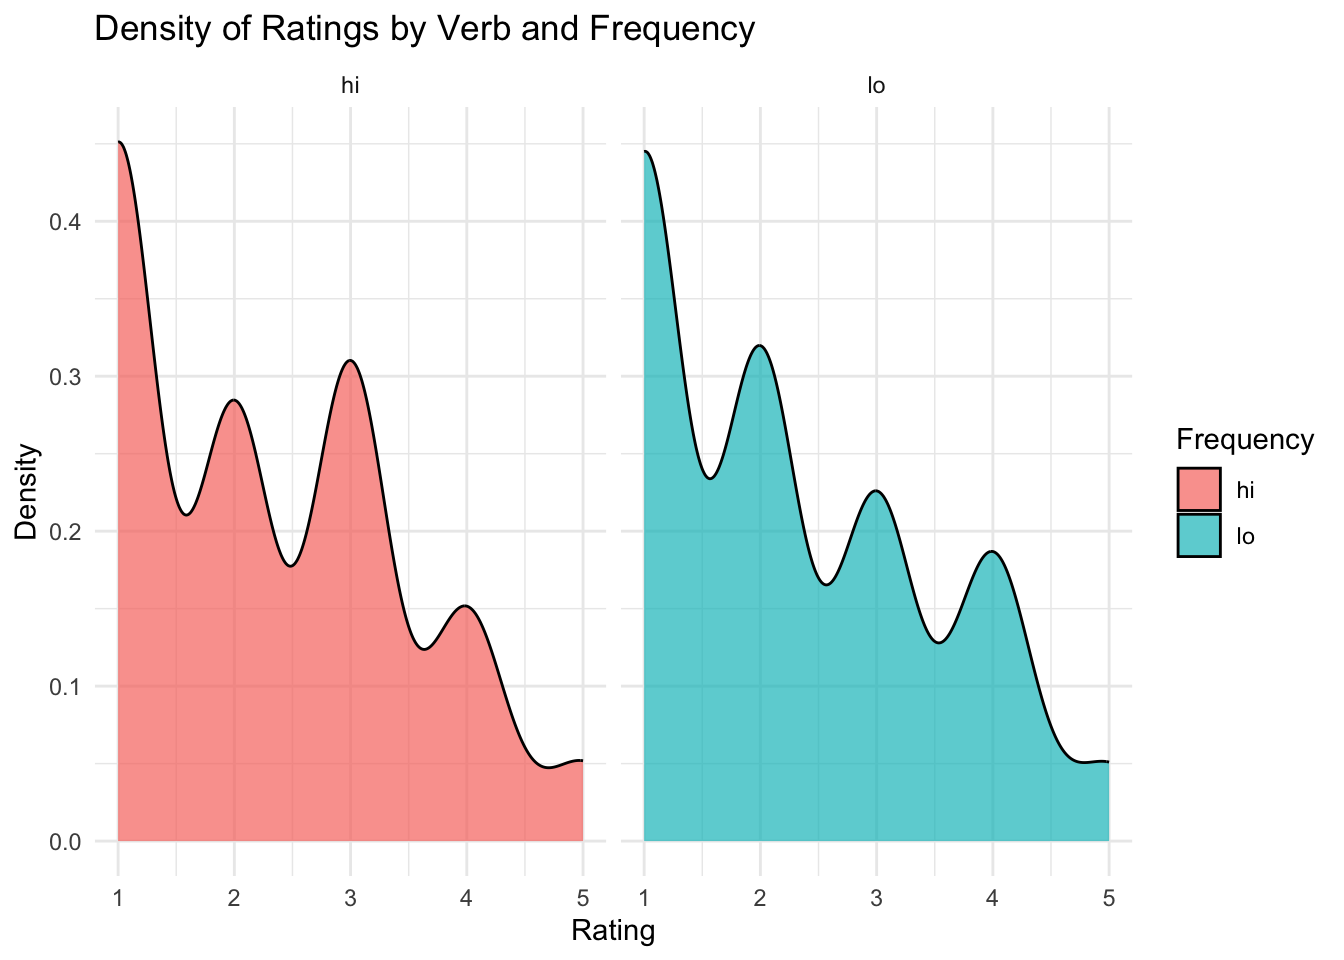 Density of Ratings by Verb and Frequency
hi
lo
0.4
0.3
0.2
0.1
0.0
Density
1 2 3 4 5
1 2 3 4 5
Rating
Frequency
hi
lo